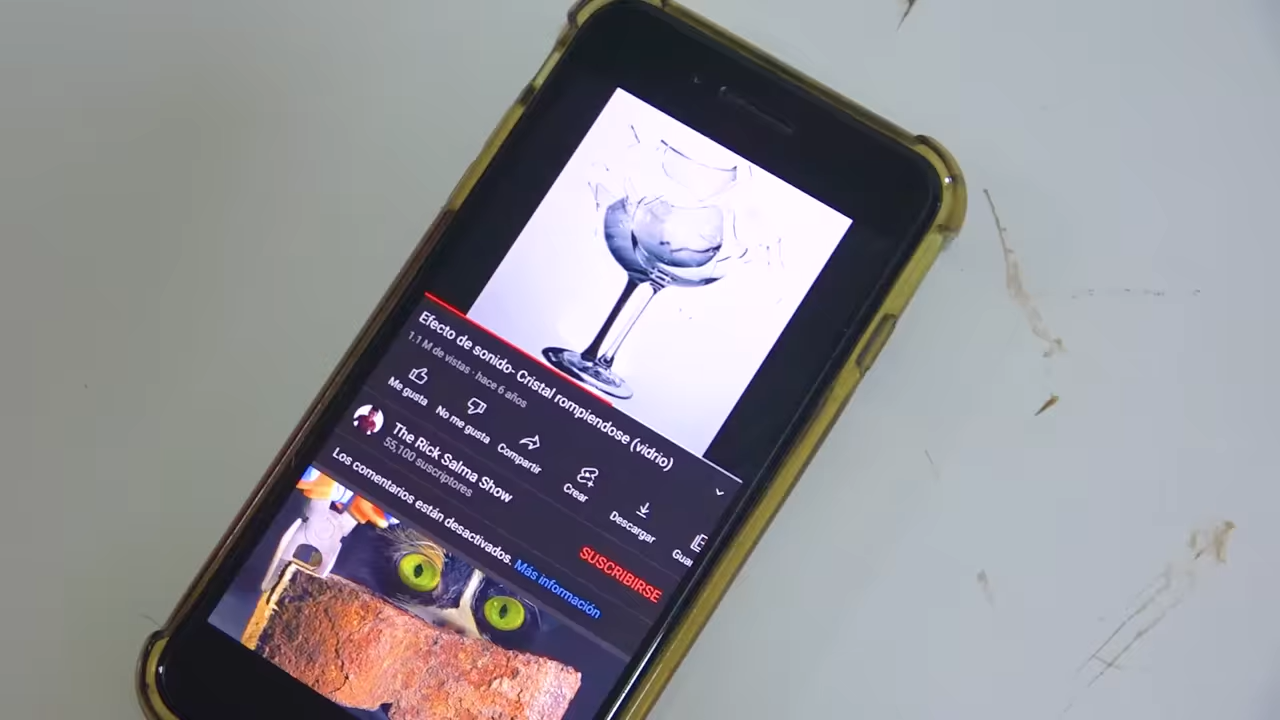 Efecto de sonido- Cristal rompiendose (vidrio)
1.1 M de vistas · hace 6 años
Me gusta
No me gusta
Compartir
Crear
Descargar
The Rick Salma Show
55,100 suscriptores
SUSCRIBIRSE
Los comentarios están desactivados. Más información